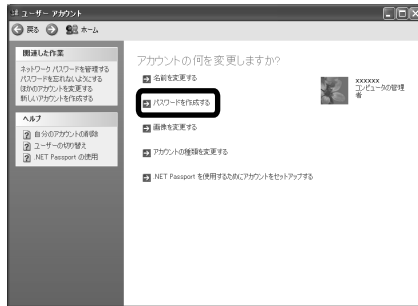 ユーザー アカウント
戻る
ホーム
関連した作業
ネットワーク パスワードを管理する
パスワードを忘れないようにする
ほかのアカウントを変更する
新しいアカウントを作成する
ヘルプ
自分のアカウントの削除
ユーザーの切り替え
.NET Passport の使用
アカウントの何を変更しますか?
名前を変更する
パスワードを作成する
画像を変更する
アカウントの種類を変更する
.NET Passport を使用するためにアカウントをセットアップする
xxxxxx
コンピュータの管理
者